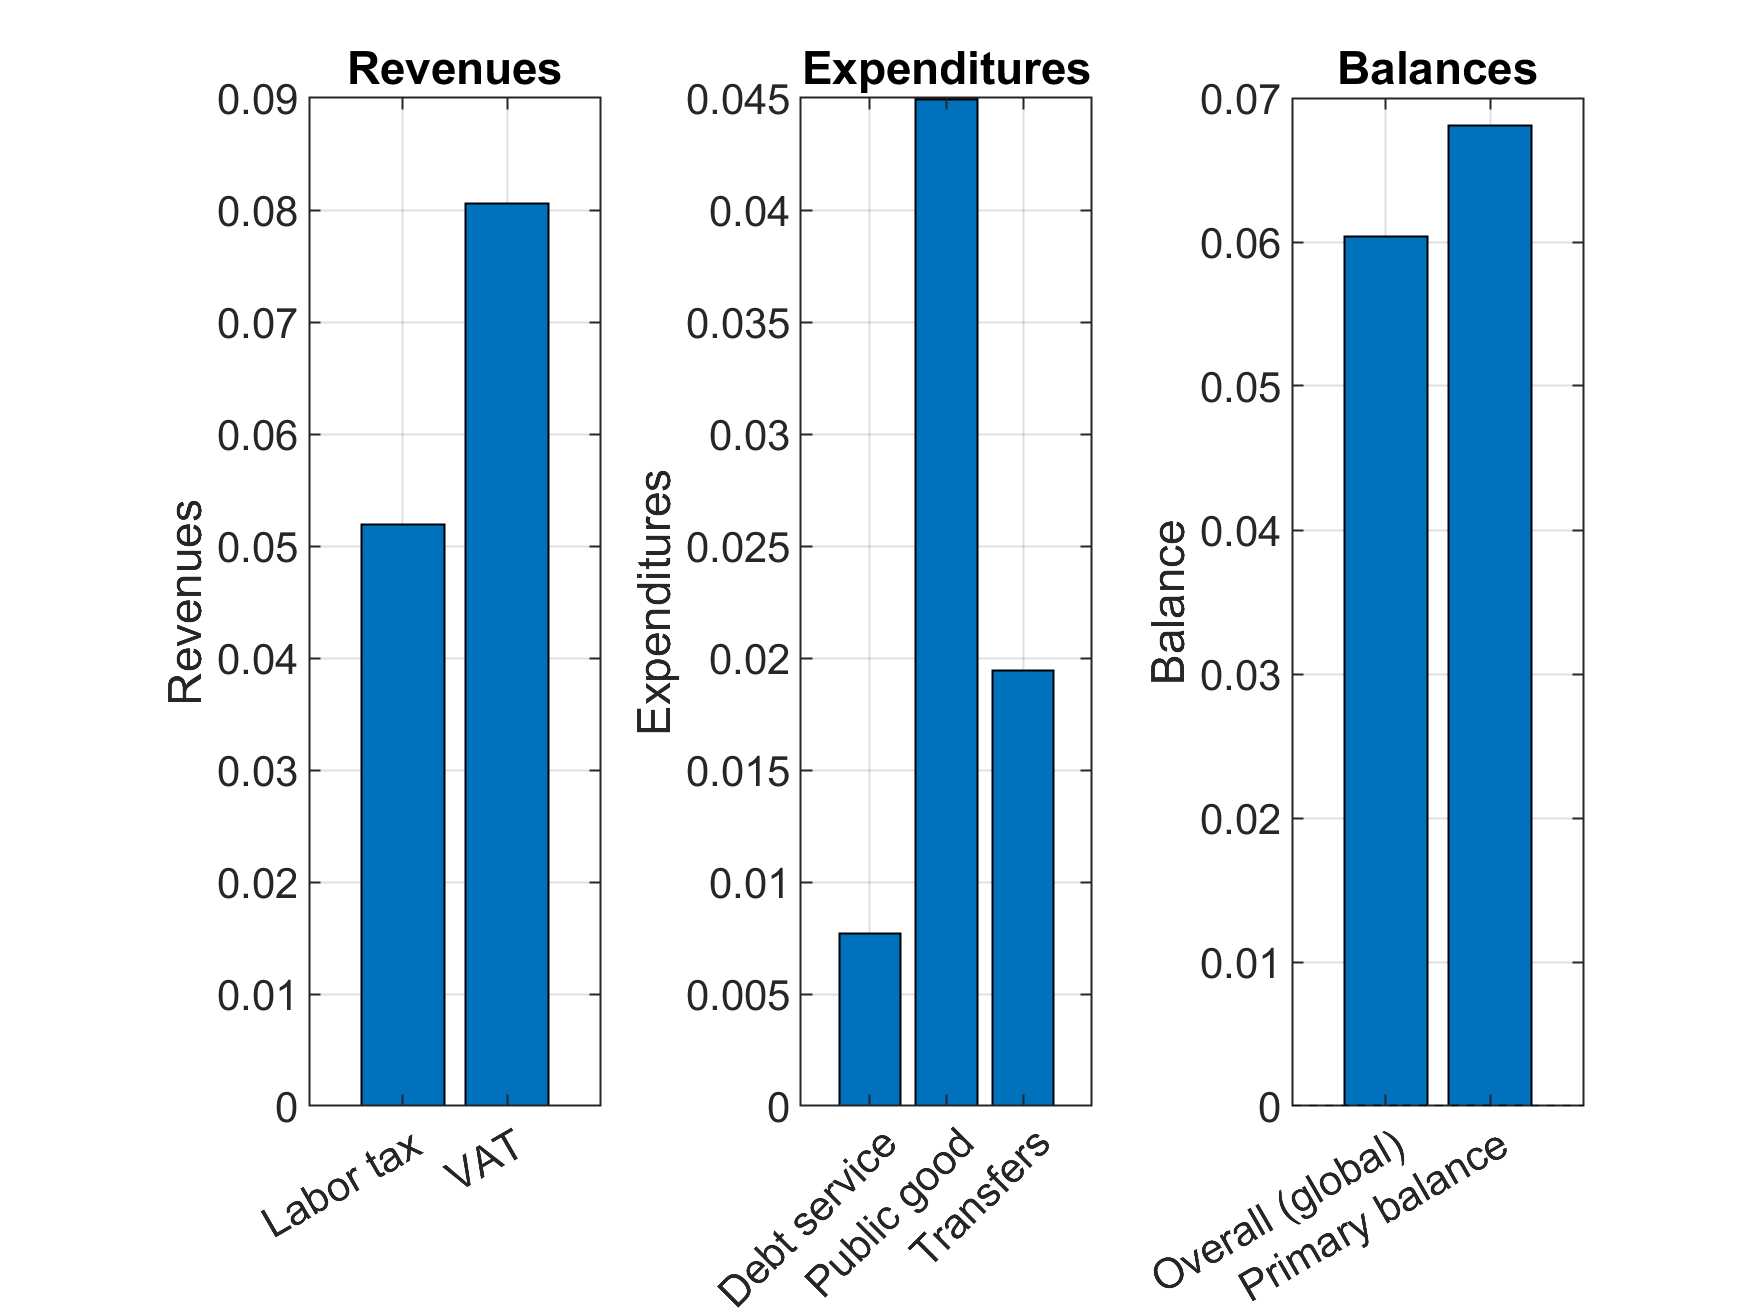 Revenues
0.09
0.08
0.07
0.06
0.05
0.04
0.03
0.02
0.01
0
Revenues
Labor tax
VAT
Expenditures
0.045
0.04
0.035
0.03
0.025
0.02
0.015
0.01
0.005
0
Expenditures
Debt service
Public good
Transfers
Balances
0.07
0.06
0.05
0.04
0.03
0.02
0.01
0
Balance
Overall (global)
Primary balance